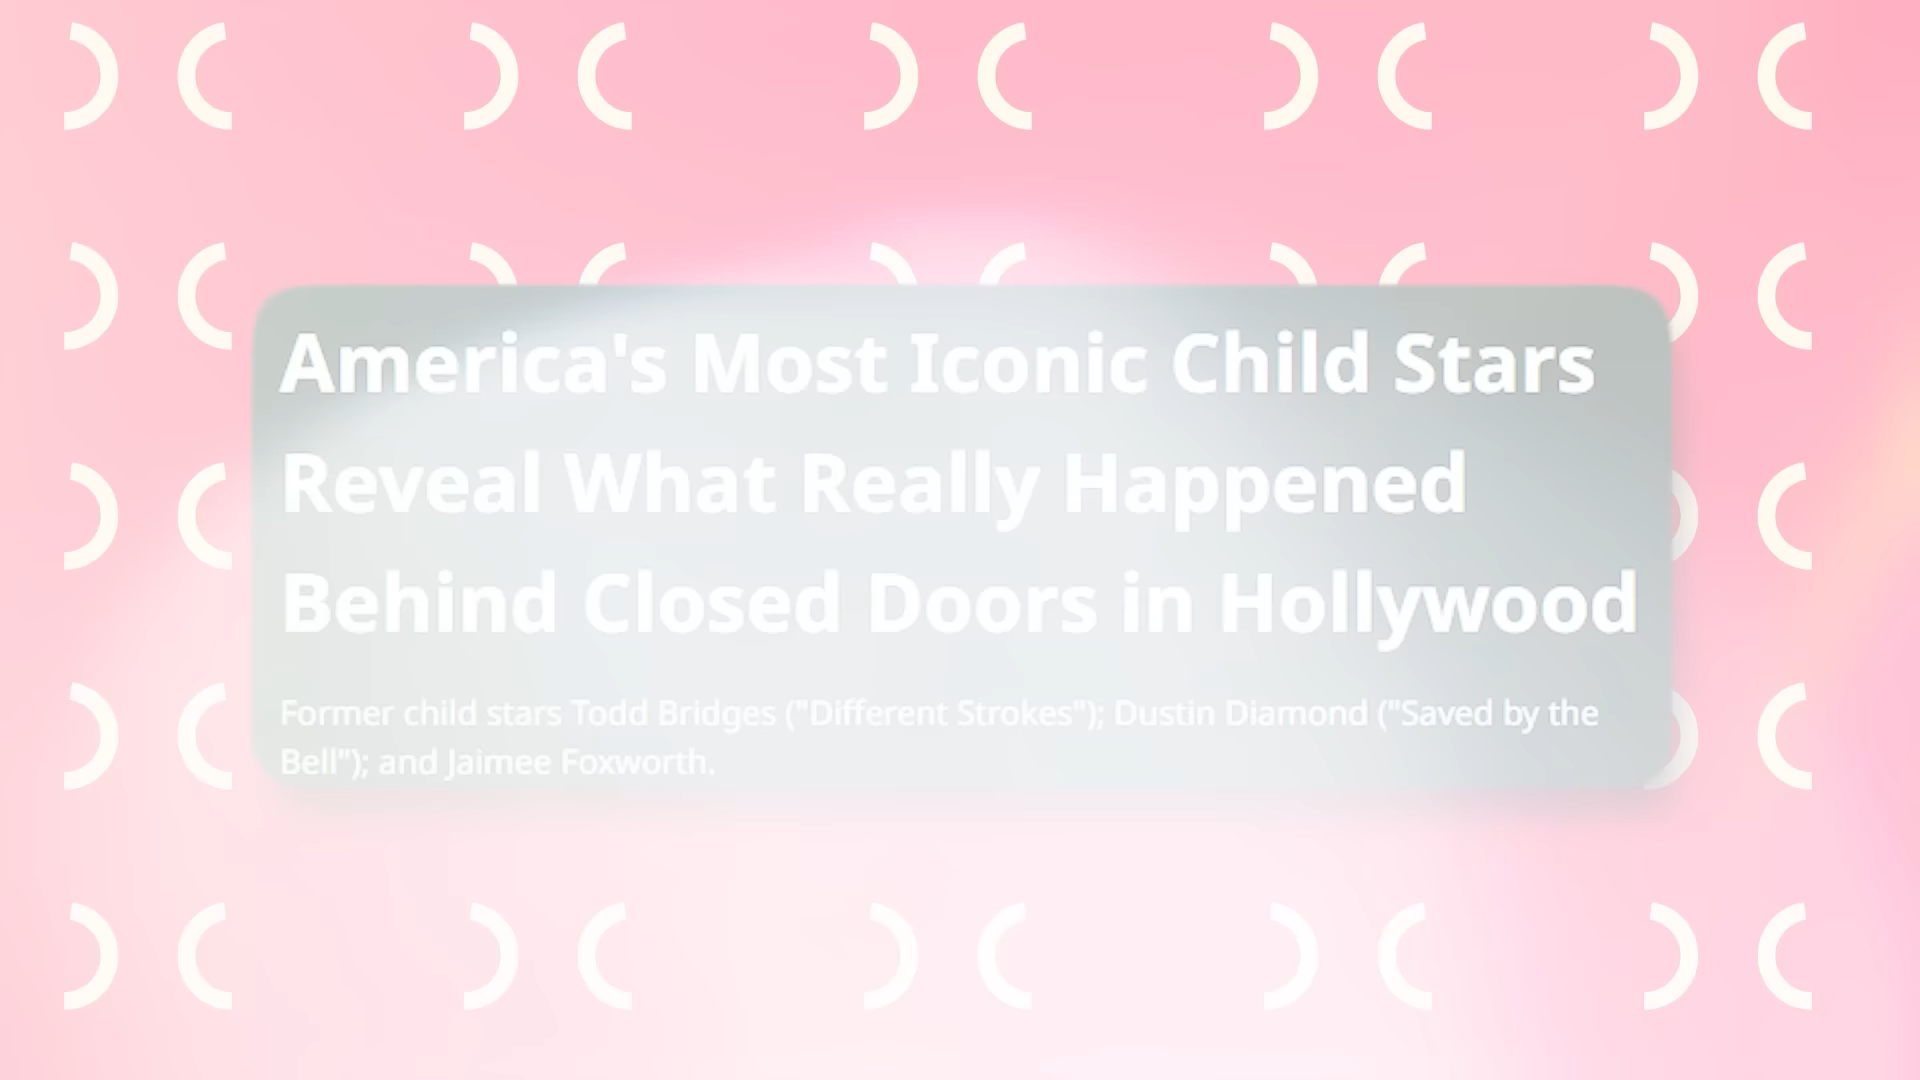 America's Most Iconic Child Stars
Reveal What Really Happened
Behind Closed Doors in Hollywood
Former child stars Todd Bridges ("Different Strokes"); Dustin Diamond ("Saved by the
Bell"); and Jaimee Foxworth.